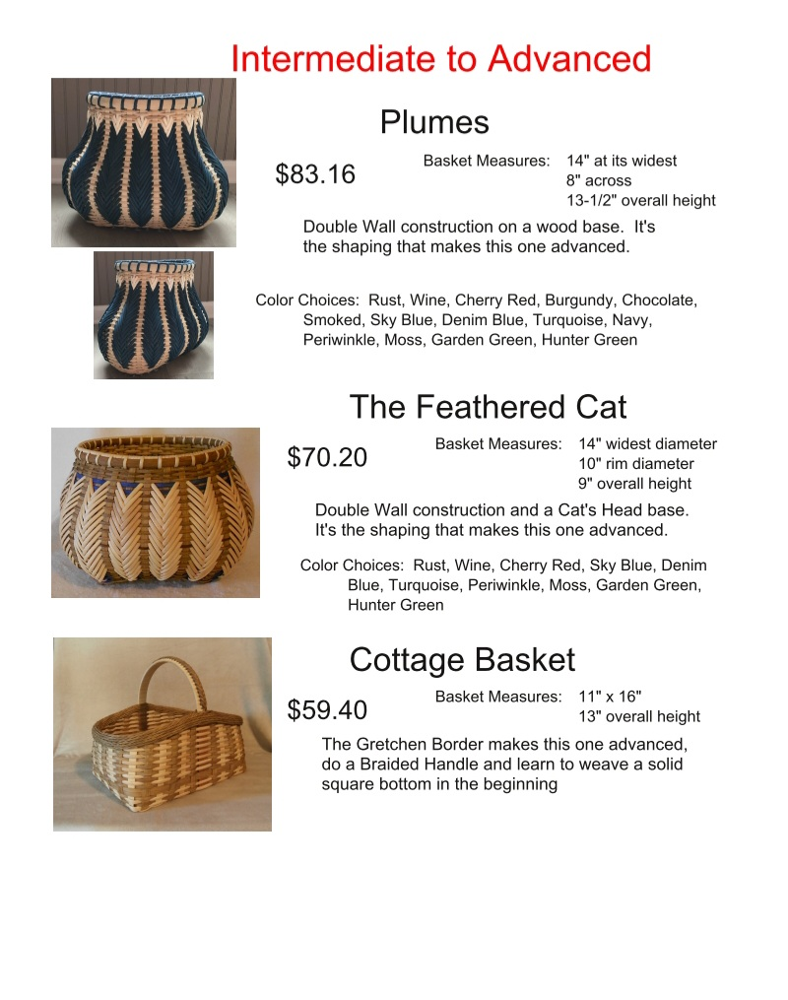 Intermediate to Advanced
Plumes
$83.16
Basket Measures: 14" at its widest
8" across
13-1/2" overall height
Double Wall construction on a wood base. It's
the shaping that makes this one advanced.
Color Choices: Rust, Wine, Cherry Red, Burgundy, Chocolate,
Smoked, Sky Blue, Denim Blue, Turquoise, Navy,
Periwinkle, Moss, Garden Green, Hunter Green
The Feathered Cat
$70.20
Basket Measures: 14" widest diameter
10" rim diameter
9" overall height
Double Wall construction and a Cat's Head base.
It's the shaping that makes this one advanced.
Color Choices: Rust, Wine, Cherry Red, Sky Blue, Denim
Blue, Turquoise, Periwinkle, Moss, Garden Green,
Hunter Green
Cottage Basket
$59.40
Basket Measures: 11" x 16"
13" overall height
The Gretchen Border makes this one advanced,
do a Braided Handle and learn to weave a solid
square bottom in the beginning